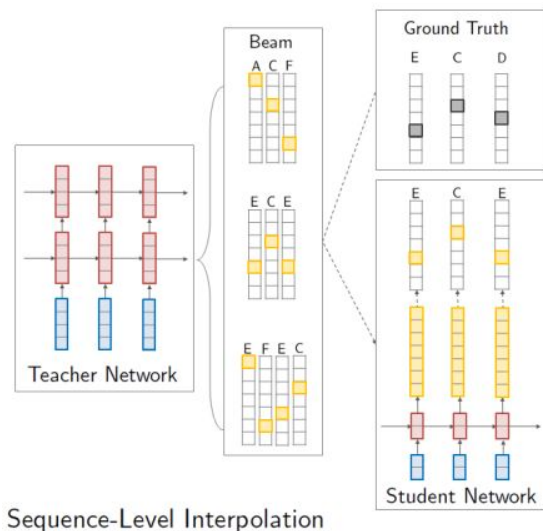 Teacher Network
Beam
A C F
E C E
E F E C
Ground Truth
E C D
E C E
Student Network
Sequence-Level Interpolation